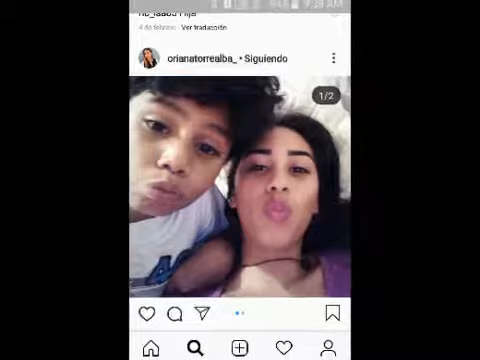 4 de febrero · Ver traducción
orianatorrealba_ • Siguiendo
1/2